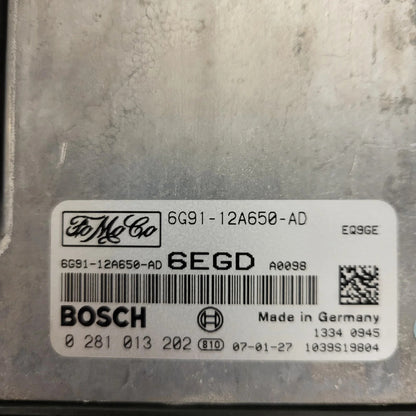 FoMoCo 6G91-12A650-AD
EQ9GE
6G91-12A650-AD 6EGD A0098
BOSCH Made in Germany
1334 0945
0 281 013 202 B10 07-01-27 1039S19804